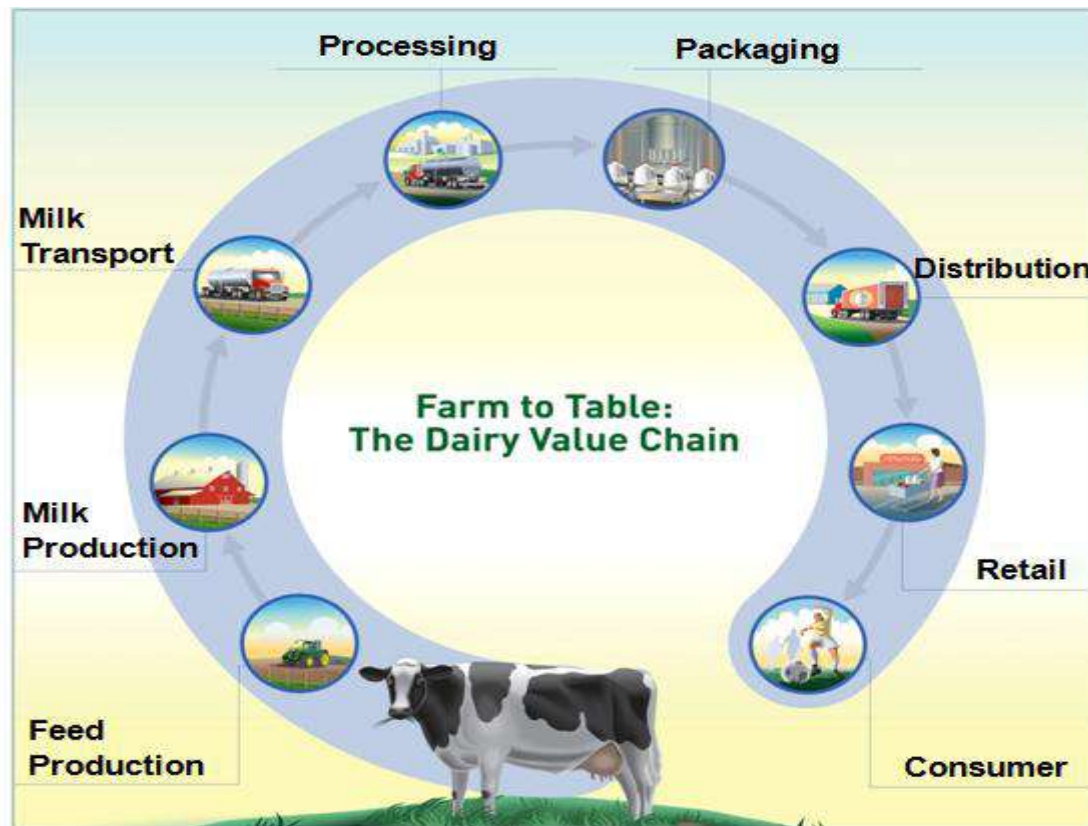 Processing
Packaging
Milk
Transport
Distribution
Farm to Table:
The Dairy Value Chain
Milk
Production
Retail
Feed
Production
Consumer